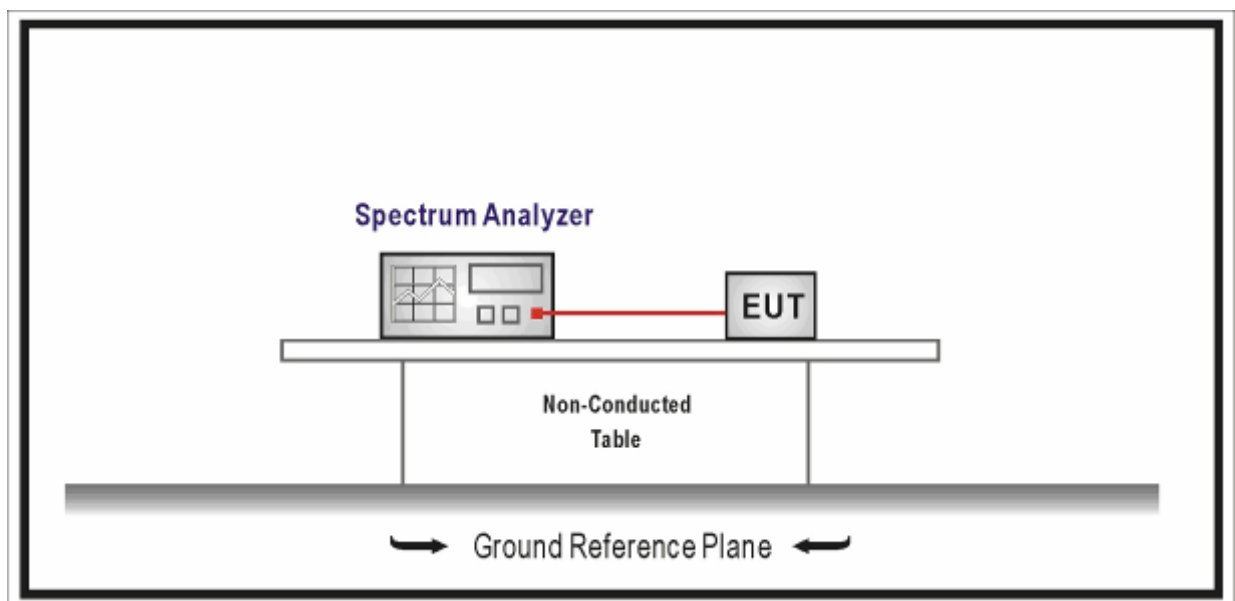 Spectrum Analyzer
EUT
Non-Conducted
Table
Ground Reference Plane